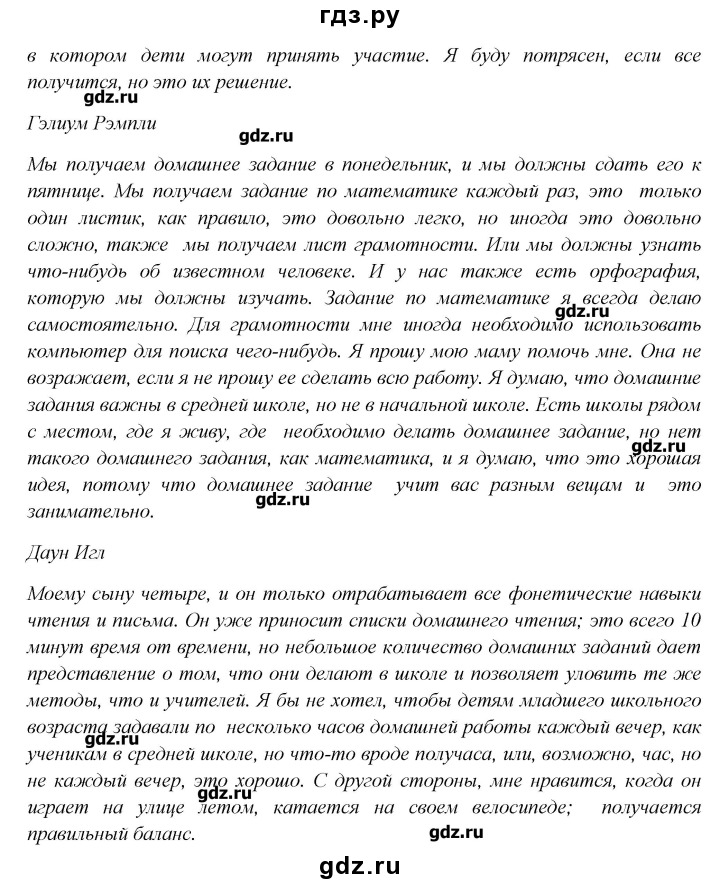 гдз.ру
в котором дети могут принять участие. Я буду потрясен, если все
получится, но это их решение.
gdz.ru
Гэлиум Рэмпли
gdz.ru
Мы получаем домашнее задание в понедельник, и мы должны сдать его к
пятнице. Мы получаем задание по математике каждый раз, это только
один листик, как правило, это довольно легко, но иногда это довольно
сложно, также мы получаем лист грамотности. Или мы должны узнать
что-нибудь об известном человеке. И у нас также есть орфография,
которую мы должны изучать. Задание по математике я всегда делаю
gdz.ru
самостоятельно. Для грамотности мне иногда необходимо использовать
компьютер для поиска чего-нибудь. Я прошу мою маму помочь мне. Она не
возражает, если я не прошу ее сделать всю работу. Я думаю, что домашние
задания важны в средней школе, но не в начальной школе. Есть школы рядом
с местом, где я живу, где необходимо делать домашнее задание, но нет
gdz.ru
такого домашнего задания, как математика, и я думаю, что это хорошая
идея, потому что домашнее задание учит вас разным вещам и это
gdz.ru
занимательно.
Даун Игл
Моему сыну четыре, и он только отрабатывает все фонетические навыки
чтения и письма. Он уже приносит списки домашнего чтения; это всего 10
минут время от времени, но небольшое количество домашних заданий дает
представление о том, что они делают в школе и позволяет уловить те же
методы, что и учителей. Я бы не хотел, чтобы детям младшего школьного
возраста задавали по несколько часов домашней работы каждый вечер, как
gdz.ru
ученикам в средней школе, но что-то вроде получаса, или, возможно, час, но
не каждый вечер, это хорошо. С другой стороны, мне нравится, когда он
gdz.ru
играет на улице летом, катается на своем велосипеде; получается
правильный баланс.
gdz.ru
gdz.ru